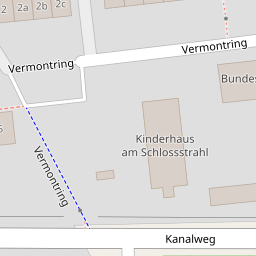 2
2a
2b
2c
Vermontring
Vermontring
Bundes
Kinderhaus
am Schlossstrahl
Vermontring
Kanalweg